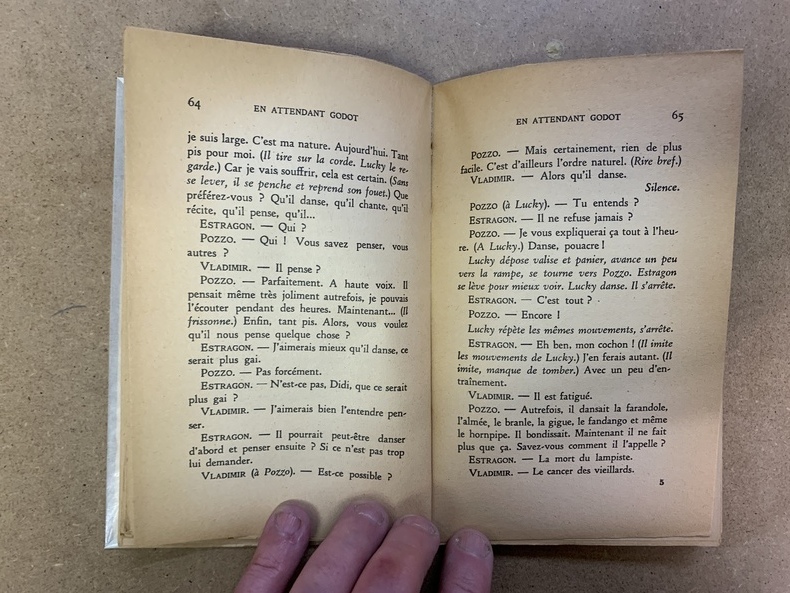 64
EN ATTENDANT GODOT
je suis large. C'est ma nature. Aujourd'hui. Tant
pis pour moi. (Il tire sur la corde. Lucky le re-
garde.) Car je vais souffrir, cela est certain. (Sans
se lever, il se penche et reprend son fouet.) Que
préférez-vous ? Qu'il danse, qu'il chante, qu'il
récite, qu'il pense, qu'il...
ESTRAGON. — Qui ?
POZZO. — Qui ! Vous savez penser, vous
autres ?
VLADIMIR. — Il pense ?
POZZO. — Parfaitement. A haute voix. Il
pensait même très joliment autrefois, je pouvais
l'écouter pendant des heures. Maintenant... (Il
frissonne.) Enfin, tant pis. Alors, vous voulez
qu'il nous pense quelque chose ?
ESTRAGON. — J'aimerais mieux qu'il danse, ce
serait plus gai.
POZZO. — Pas forcément.
ESTRAGON. — N'est-ce pas, Didi, que ce serait
plus gai ?
VLADIMIR. — J'aimerais bien l'entendre pen-
ser.
ESTRAGON. — Il pourrait peut-être danser
d'abord et penser ensuite ? Si ce n'est pas trop
lui demander.
VLADIMIR (à Pozzo). — Est-ce possible ?
EN ATTENDANT GODOT
65
POZZO. — Mais certainement, rien de plus
facile. C'est d'ailleurs l'ordre naturel. (Rire bref.)
VLADIMIR. — Alors qu'il danse.
Silence.
POZZO (à Lucky). — Tu entends ?
ESTRAGON. — Il ne refuse jamais ?
POZZO. — Je vous expliquerai ça tout à l'heu-
re. (A Lucky.) Danse, pouacre !
Lucky dépose valise et panier, avance un peu
vers la rampe, se tourne vers Pozzo. Estragon
se lève pour mieux voir. Lucky danse. Il s'arrête.
ESTRAGON. — C'est tout ?
POZZO. — Encore !
Lucky répète les mêmes mouvements, s'arrête.
ESTRAGON. — Eh ben, mon cochon ! (Il imite
les mouvements de Lucky.) J'en ferais autant. (Il
imite, manque de tomber.) Avec un peu d'en-
traînement.
VLADIMIR. — Il est fatigué.
POZZO. — Autrefois, il dansait la farandole,
l'almée, le branle, la gigue, le fandango et même
le hornpipe. Il bondissait. Maintenant il ne fait
plus que ça. Savez-vous comment il l'appelle ?
ESTRAGON. — La mort du lampiste.
VLADIMIR. — Le cancer des vieillards.
5